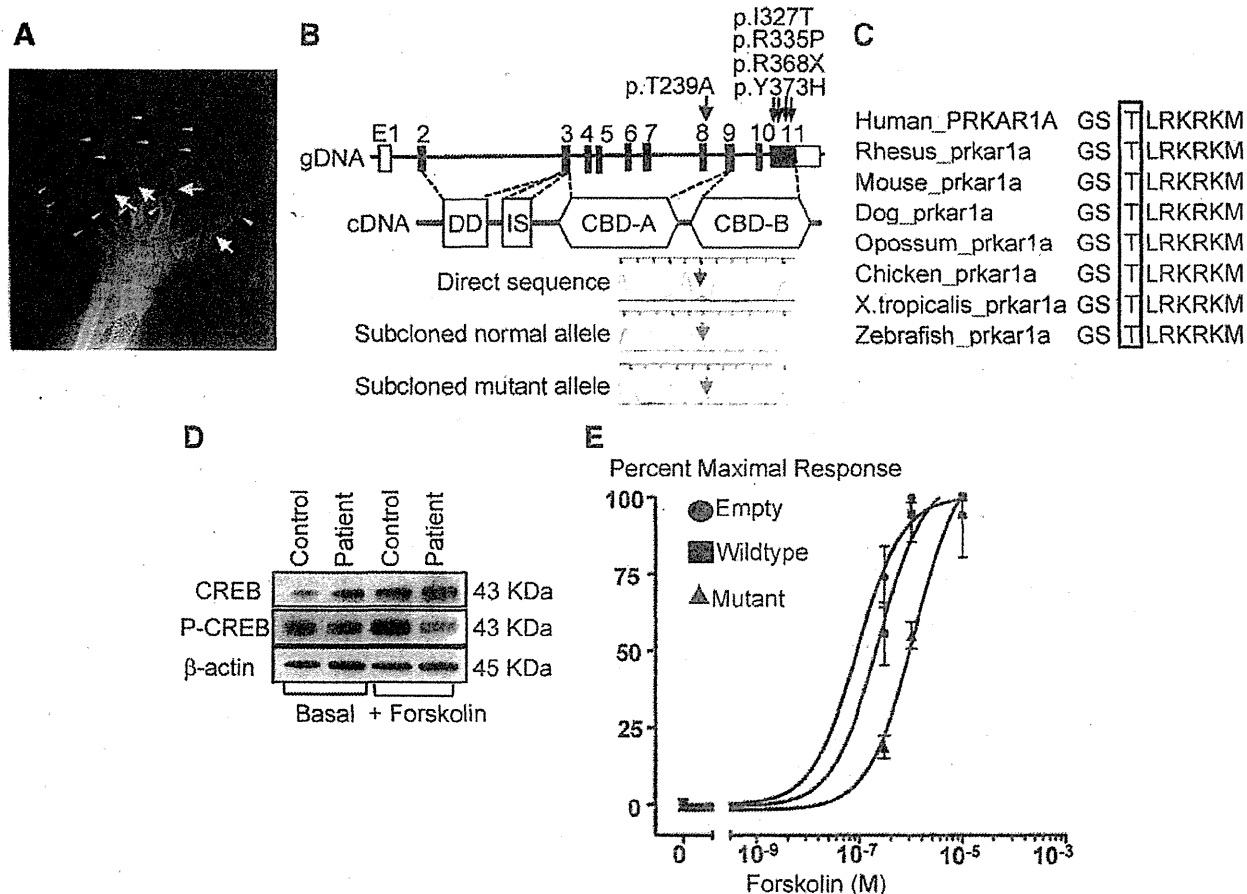 A
B
p.I327T
p.R335P
p.R368X
p.Y373H
p.T239A
E1 2 3 4 5 6 7 8 9 10 11
gDNA
cDNA
DD IS CBD-A CBD-B
Direct sequence
Subcloned normal allele
Subcloned mutant allele
C
Human_PRKAR1A GS T LRKRKM
Rhesus_prkar1a GS T LRKRKM
Mouse_prkar1a GS T LRKRKM
Dog_prkar1a GS T LRKRKM
Opossum_prkar1a GS T LRKRKM
Chicken_prkar1a GS T LRKRKM
X.tropicalis_prkar1a GS T LRKRKM
Zebrafish_prkar1a GS T LRKRKM
D
Control Patient Control Patient
CREB 43 KDa
P-CREB 43 KDa
β-actin 45 KDa
Basal + Forskolin
E
Percent Maximal Response
Empty
Wildtype
Mutant
100
75
50
25
0
0 10-9 10-7 10-5 10-3
Forskolin (M)